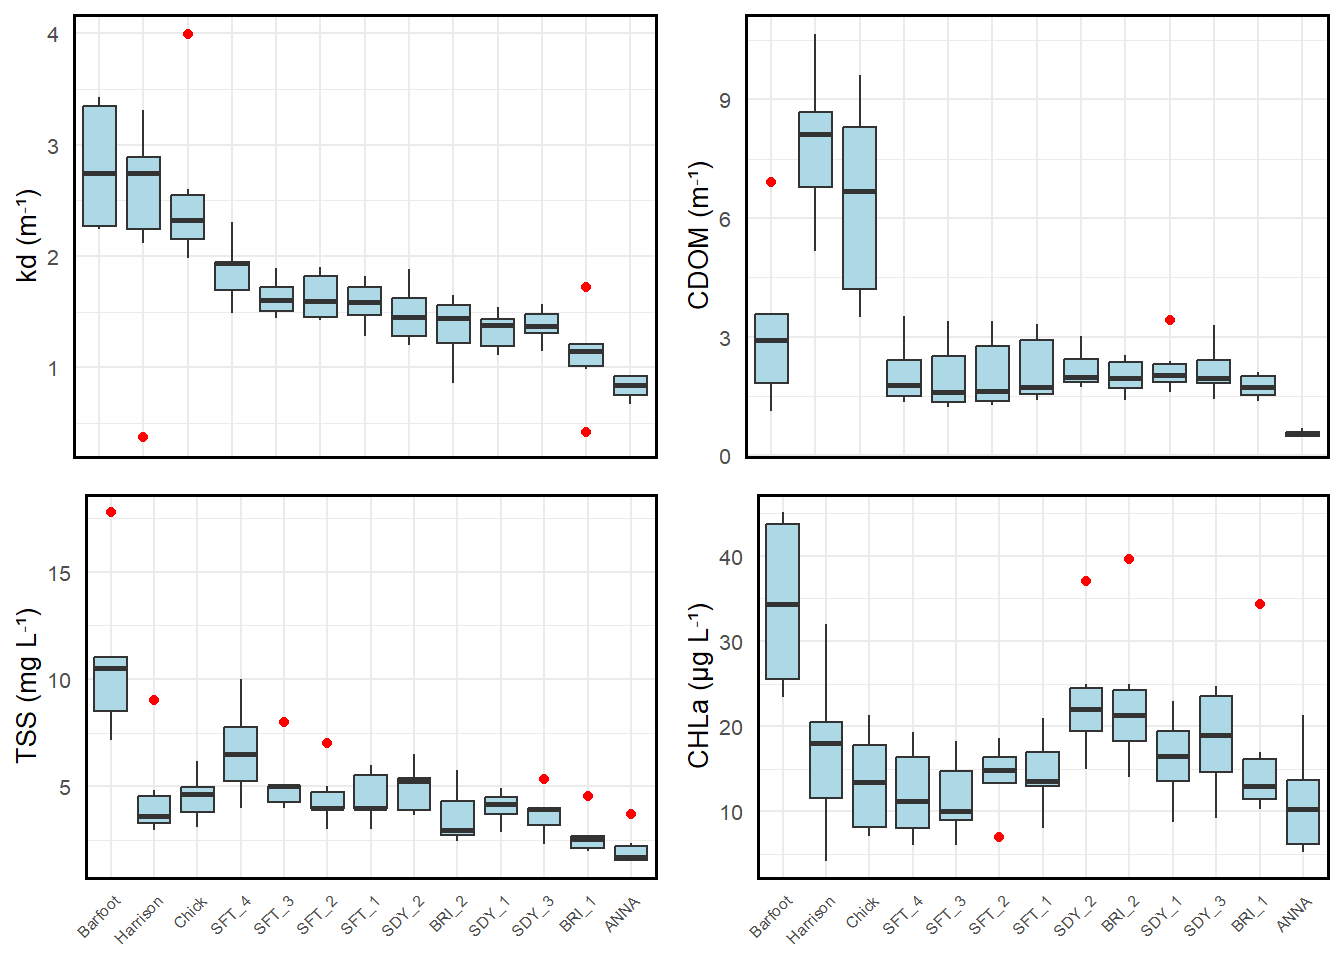 kd (m⁻¹)
4
3
2
1
CDOM (m⁻¹)
9
6
3
0
TSS (mg L⁻¹)
15
10
5
Barfoot
Harrison
Chick
SFT_4
SFT_3
SFT_2
SFT_1
SDY_2
BRI_2
SDY_1
SDY_3
BRI_1
ANNA
CHLa (µg L⁻¹)
40
30
20
10
Barfoot
Harrison
Chick
SFT_4
SFT_3
SFT_2
SFT_1
SDY_2
BRI_2
SDY_1
SDY_3
BRI_1
ANNA